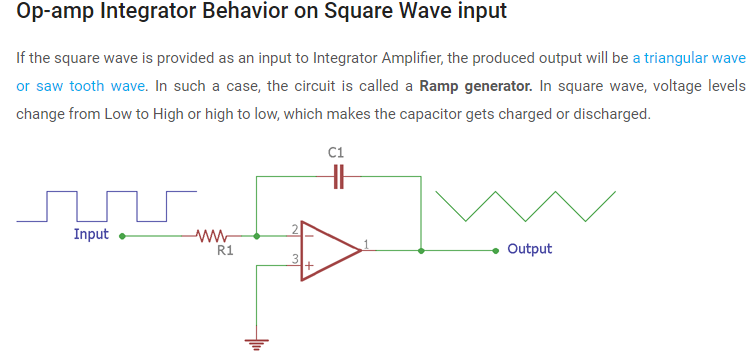 Op-amp Integrator Behavior on Square Wave input
If the square wave is provided as an input to Integrator Amplifier, the produced output will be a triangular wave
or saw tooth wave. In such a case, the circuit is called a Ramp generator. In square wave, voltage levels
change from Low to High or high to low, which makes the capacitor gets charged or discharged.
C1
Input
R1
2
3
1
Output